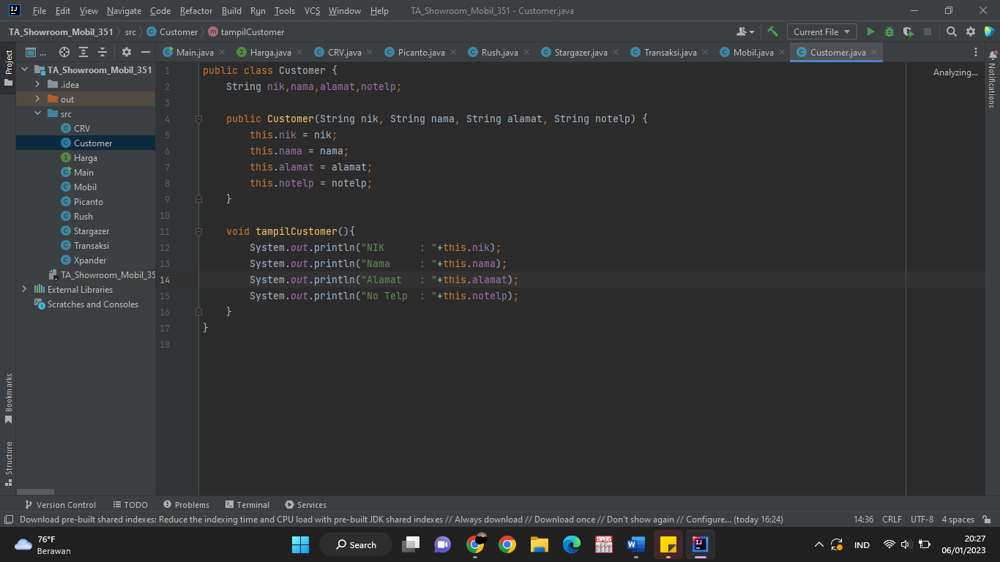 File Edit View Navigate Code Refactor Build Run Tools VCS Window Help TA_Showroom_Mobil_351 - Customer.java
TA_Showroom_Mobil_351 src Customer tampilCustomer Current File
Project
... Main.java Harga.java CRV.java Picanto.java Rush.java Stargazer.java Transaksi.java Mobil.java Customer.java
Notifications
TA_Showroom_Mobil_351
.idea
out
src
CRV
Customer
Harga
Main
Mobil
Picanto
Rush
Stargazer
Transaksi
Xpander
TA_Showroom_Mobil_35
External Libraries
Scratches and Consoles
Analyzing...
1 public class Customer {
2 String nik,nama,alamat,notelp;
3
4 public Customer(String nik, String nama, String alamat, String notelp) {
5 this.nik = nik;
6 this.nama = nama;
7 this.alamat = alamat;
8 this.notelp = notelp;
9 }
10
11 void tampilCustomer(){
12 System.out.println("NIK      : "+this.nik);
13 System.out.println("Nama     : "+this.nama);
14 System.out.println("Alamat   : "+this.alamat);
15 System.out.println("No Telp  : "+this.notelp);
16 }
17 }
18
Bookmarks
Structure
Version Control TODO Problems Terminal Services
Download pre-built shared indexes: Reduce the indexing time and CPU load with pre-built JDK shared indexes // Always download // Download once // Don't show again // Configure... (today 16:24) 14:36 CRLF UTF-8 4 spaces
76°F
Berawan
Search
IND
20:27
06/01/2023